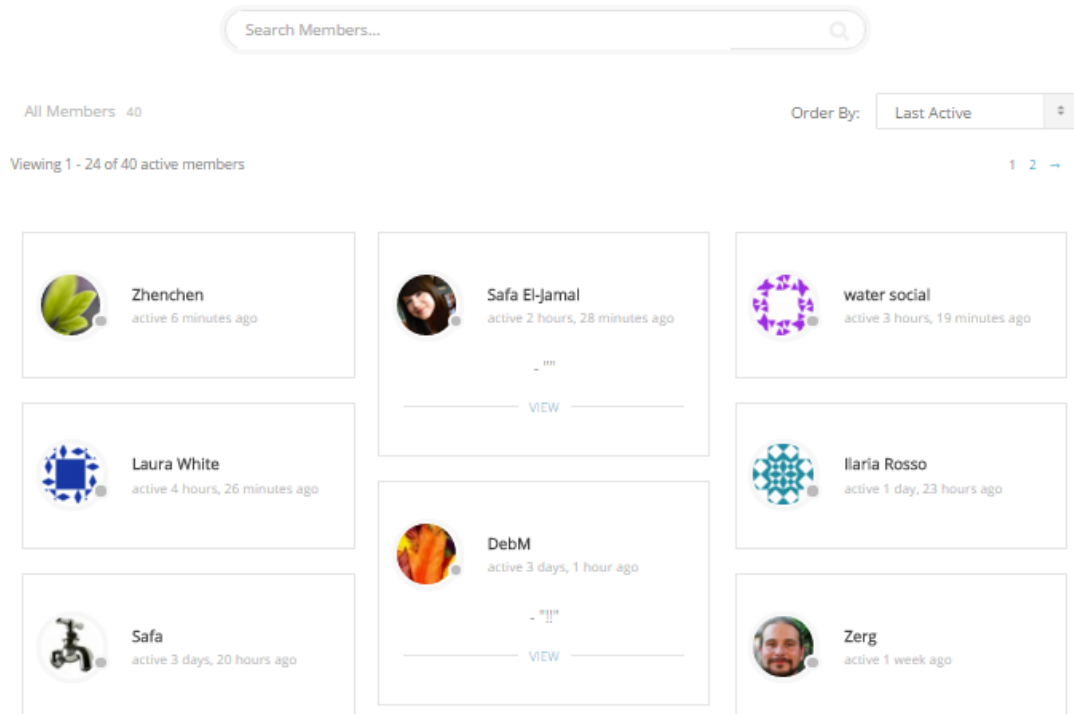 Search Members...
All Members 40
Order By: Last Active
Viewing 1 - 24 of 40 active members
1 2 →
Zhenchen
active 6 minutes ago
Safa El-Jamal
active 2 hours, 28 minutes ago
- ""
VIEW
water social
active 3 hours, 19 minutes ago
Laura White
active 4 hours, 26 minutes ago
Ilaria Rosso
active 1 day, 23 hours ago
DebM
active 3 days, 1 hour ago
- "!!"
VIEW
Safa
active 3 days, 20 hours ago
Zerg
active 1 week ago